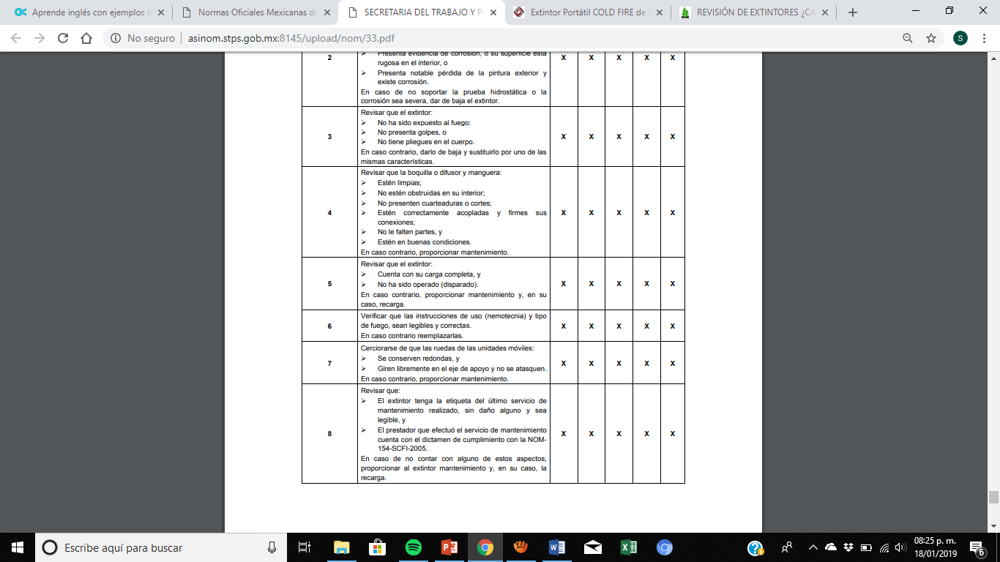 Aprende inglés con ejemplos d
Normas Oficiales Mexicanas de
SECRETARIA DEL TRABAJO Y P
Extintor Portátil COLD FIRE de
REVISIÓN DE EXTINTORES ¿CA
No seguro
asinom.stps.gob.mx:8145/upload/nom/33.pdf
S
2
Presenta evidencia de corrosión, o su superficie está
rugosa en el interior, o
Presenta notable pérdida de la pintura exterior y
existe corrosión.
En caso de no soportar la prueba hidrostática o la
corrosión sea severa, dar de baja el extintor.
X X X X X
3
Revisar que el extintor:
No ha sido expuesto al fuego;
No presenta golpes, o
No tiene pliegues en el cuerpo.
En caso contrario, darlo de baja y sustituirlo por uno de las
mismas características.
X X X X X
4
Revisar que la boquilla o difusor y manguera:
Estén limpias;
No estén obstruidas en su interior;
No presenten cuarteaduras o cortes;
Estén correctamente acopladas y firmes sus
conexiones;
No le falten partes, y
Estén en buenas condiciones.
En caso contrario, proporcionar mantenimiento.
X X X X X
5
Revisar que el extintor:
Cuenta con su carga completa, y
No ha sido operado (disparado).
En caso contrario, proporcionar mantenimiento y, en su
caso, recarga.
X X X X X
6
Verificar que las instrucciones de uso (nemotecnia) y tipo
de fuego, sean legibles y correctas.
En caso contrario reemplazarlas.
X X X X X
7
Cerciorarse de que las ruedas de las unidades móviles:
Se conserven redondas, y
Giren libremente en el eje de apoyo y no se atasquen.
En caso contrario, proporcionar mantenimiento.
X X X X X
8
Revisar que:
El extintor tenga la etiqueta del último servicio de
mantenimiento realizado, sin daño alguno y sea
legible, y
El prestador que efectuó el servicio de mantenimiento
cuenta con el dictamen de cumplimiento con la NOM-
154-SCFI-2005.
En caso de no contar con alguno de estos aspectos,
proporcionar al extintor mantenimiento y, en su caso, la
recarga.
X X X X X
Escribe aquí para buscar
08:25 p. m.
18/01/2019
6